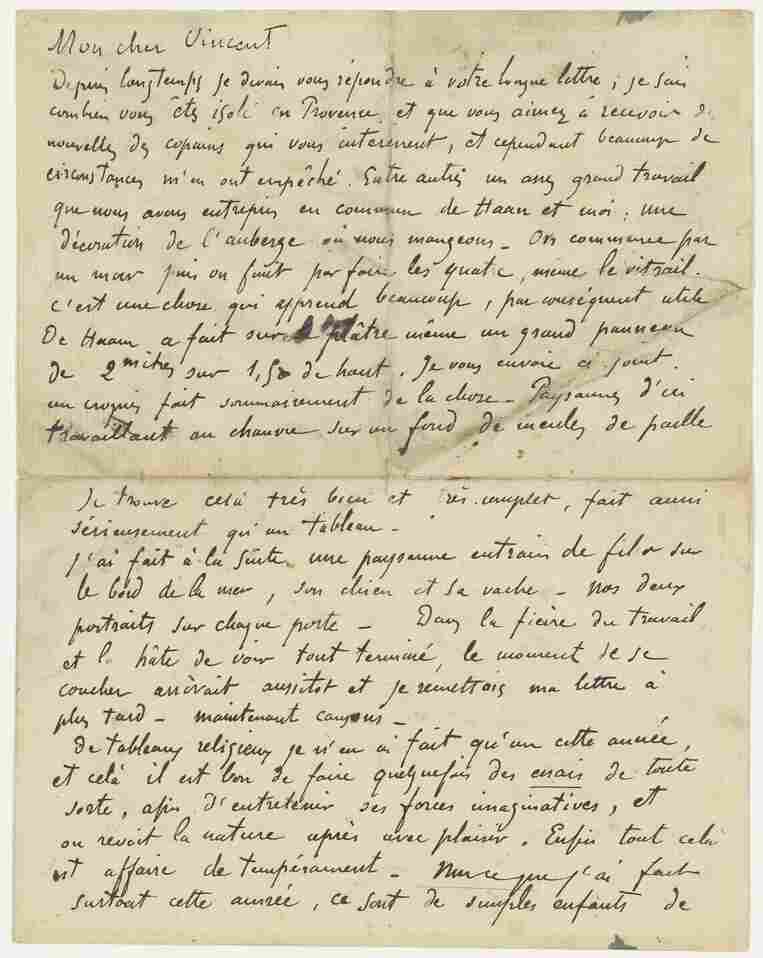 Mon cher Vincent
Depuis longtemps je devais vous répondre à votre longue lettre ; je sais
combien vous êtes isolé en Provence et que vous aimez à recevoir de
nouvelles des copains qui vous intéressent, et cependant beaucoup de
circonstances m'en ont empêché. Entre autres un assez grand travail
que nous avons entrepris en commun de Haan et moi : une
décoration de l'auberge où nous mangeons – On commence par
un mur puis on finit par faire les quatre, même le vitrail.
C'est une chose qui apprend beaucoup, par conséquent utile
De Haan a fait sur le plâtre même un grand panneau
de 2 mètres sur 1,50 de haut. Je vous envoie ci joint.
un croquis fait sommairement de la chose – Paysannes d'ici
travaillant au chanvre sur un fond de meules de paille
Je trouve celà très bien et très complet, fait aussi
sérieusement qu'un tableau –
J'ai fait à la suite une paysanne entrain de filer sur
le bord de la mer, son chien et sa vache – Nos deux
portraits sur chaque porte – Dans la fièvre du travail
et la hâte de voir tout terminé, le moment de se
coucher arrivait aussitot et je remettais ma lettre à
plus tard – maintenant causons –
De tableaux religieux je n'en ai fait qu'un cette année,
et celà il est bon de faire quelquefois des essais de toute
sorte, afin d'entretenir ses forces imaginatives, et
on revoit la nature après avec plaisir. Enfin tout celà
est affaire de tempérament – que j'ai fait
surtout cette année, ce sont de simples enfants de